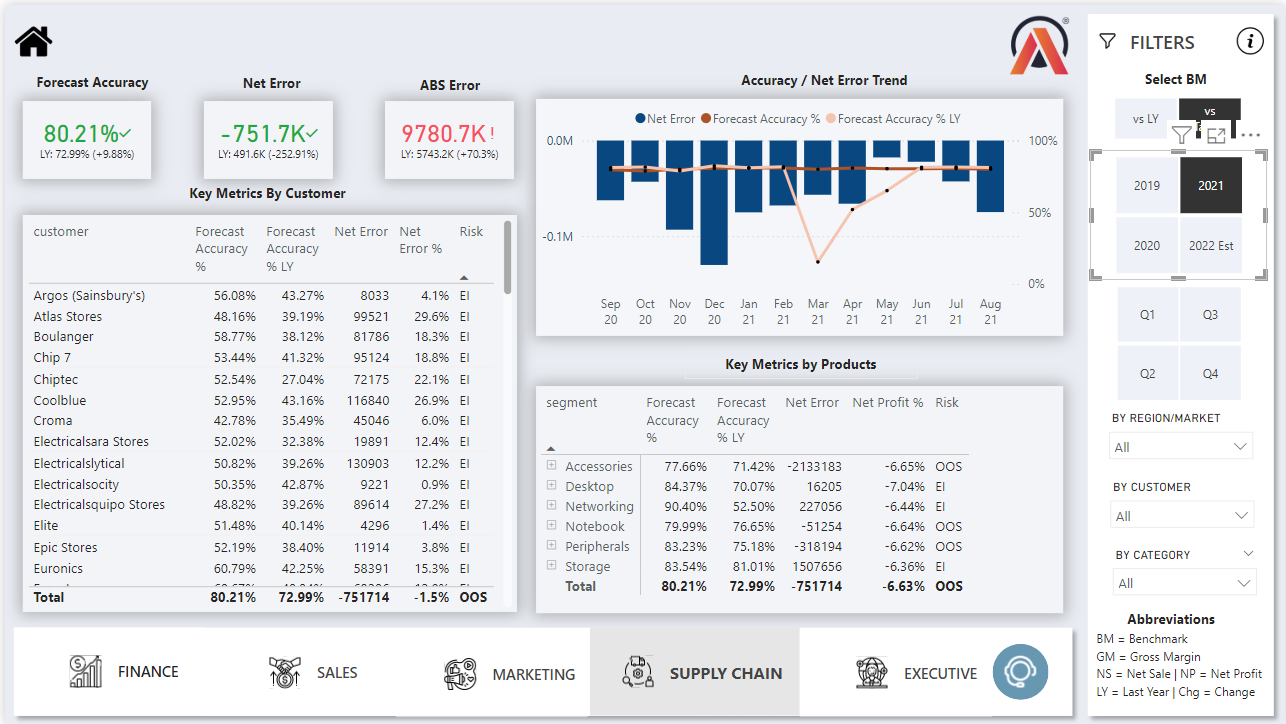 Forecast Accuracy
80.21%✓
LY: 72.99% (+9.88%)
Net Error
-751.7K✓
LY: 491.6K (-252.91%)
ABS Error
9780.7K!
LY: 5743.2K (+70.3%)
Key Metrics By Customer
customer Forecast Accuracy % Forecast Accuracy % LY Net Error Net Error % Risk
Argos (Sainsbury's) 56.08% 43.27% 8033 4.1% EI
Atlas Stores 48.16% 39.19% 99521 29.6% EI
Boulanger 58.77% 38.12% 81786 18.3% EI
Chip 7 53.44% 41.32% 95124 18.8% EI
Chiptec 52.54% 27.04% 72175 22.1% EI
Coolblue 52.95% 43.16% 116840 26.9% EI
Croma 42.78% 35.49% 45046 6.0% EI
Electricalsara Stores 52.02% 32.38% 19891 12.4% EI
Electricalslytical 50.82% 39.26% 130903 12.2% EI
Electricalsocity 50.35% 42.87% 9221 0.9% EI
Electricalsquipo Stores 48.82% 39.26% 89614 27.2% EI
Elite 51.48% 40.14% 4296 1.4% EI
Epic Stores 52.19% 38.40% 11914 3.8% EI
Euronics 60.79% 42.25% 58391 15.3% EI
Total 80.21% 72.99% -751714 -1.5% OOS
Accuracy / Net Error Trend
Net Error Forecast Accuracy % Forecast Accuracy % LY
0.0M
-0.1M
100%
50%
0%
Sep 20 Oct 20 Nov 20 Dec 20 Jan 21 Feb 21 Mar 21 Apr 21 May 21 Jun 21 Jul 21 Aug 21
Key Metrics by Products
segment Forecast Accuracy % Forecast Accuracy % LY Net Error Net Profit % Risk
Accessories 77.66% 71.42% -2133183 -6.65% OOS
Desktop 84.37% 70.07% 16205 -7.04% EI
Networking 90.40% 52.50% 227056 -6.44% EI
Notebook 79.99% 76.65% -51254 -6.64% OOS
Peripherals 83.23% 75.18% -318194 -6.62% OOS
Storage 83.54% 81.01% 1507656 -6.36% EI
Total 80.21% 72.99% -751714 -6.63% OOS
FILTERS
i
Select BM
vs LY
vs
2019
2021
2020
2022 Est
Q1
Q3
Q2
Q4
BY REGION/MARKET
All
BY CUSTOMER
All
BY CATEGORY
All
Abbreviations
BM = Benchmark
GM = Gross Margin
NS = Net Sale | NP = Net Profit
LY = Last Year | Chg = Change
FINANCE
SALES
MARKETING
SUPPLY CHAIN
EXECUTIVE